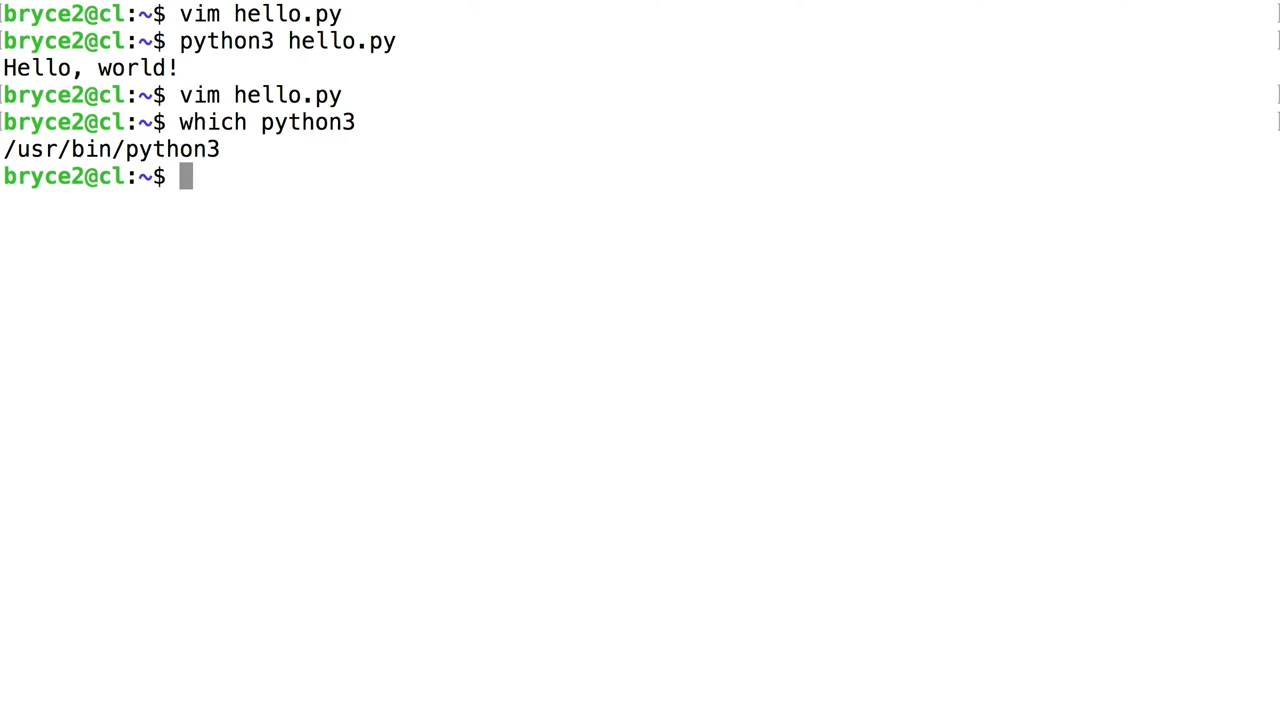 bryce2@cl:~$ vim hello.py
bryce2@cl:~$ python3 hello.py
Hello, world!
bryce2@cl:~$ vim hello.py
bryce2@cl:~$ which python3
/usr/bin/python3
bryce2@cl:~$